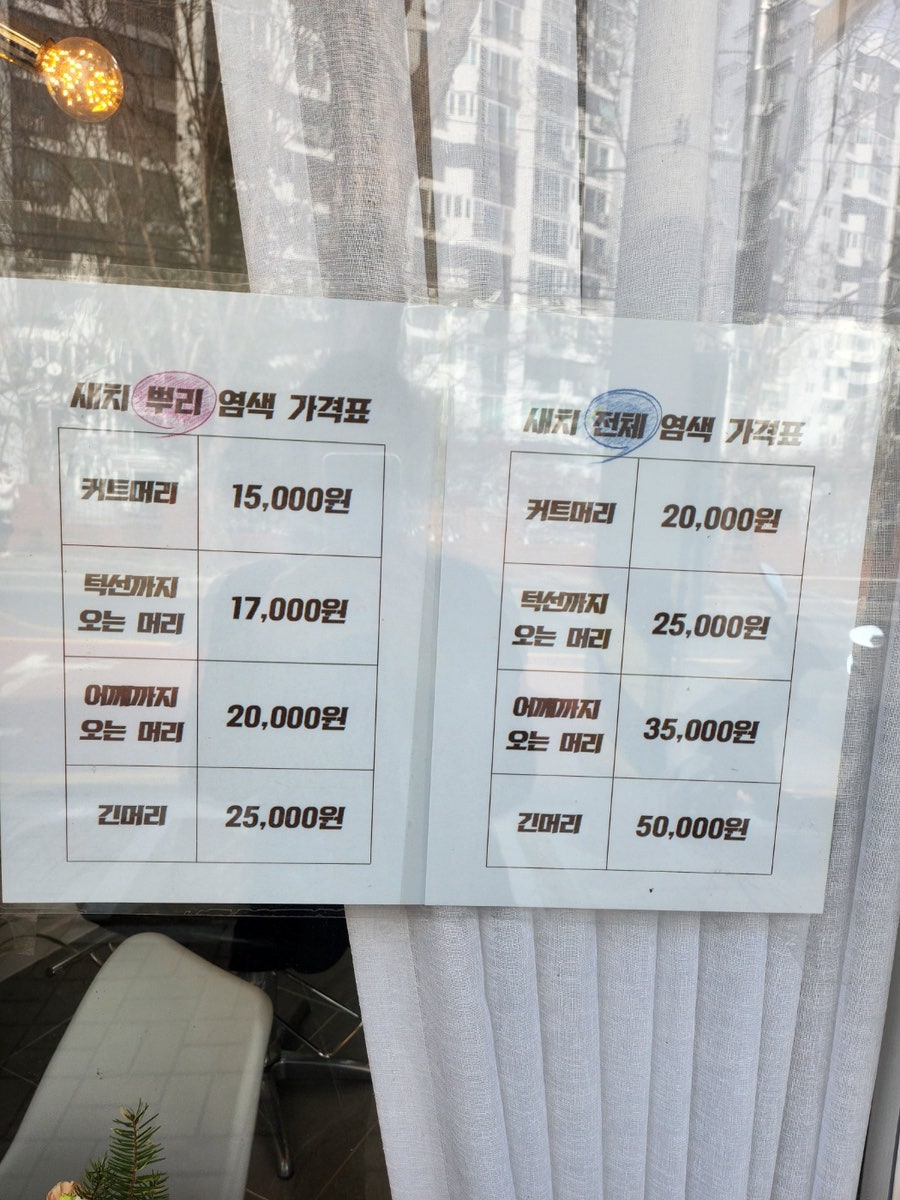 새치 뿌리 염색 가격표
커트머리 15,000원
턱선까지
오는 머리 17,000원
어깨까지
오는 머리 20,000원
긴머리 25,000원
새치 전체 염색 가격표
커트머리 20,000원
턱선까지
오는 머리 25,000원
어깨까지
오는 머리 35,000원
긴머리 50,000원